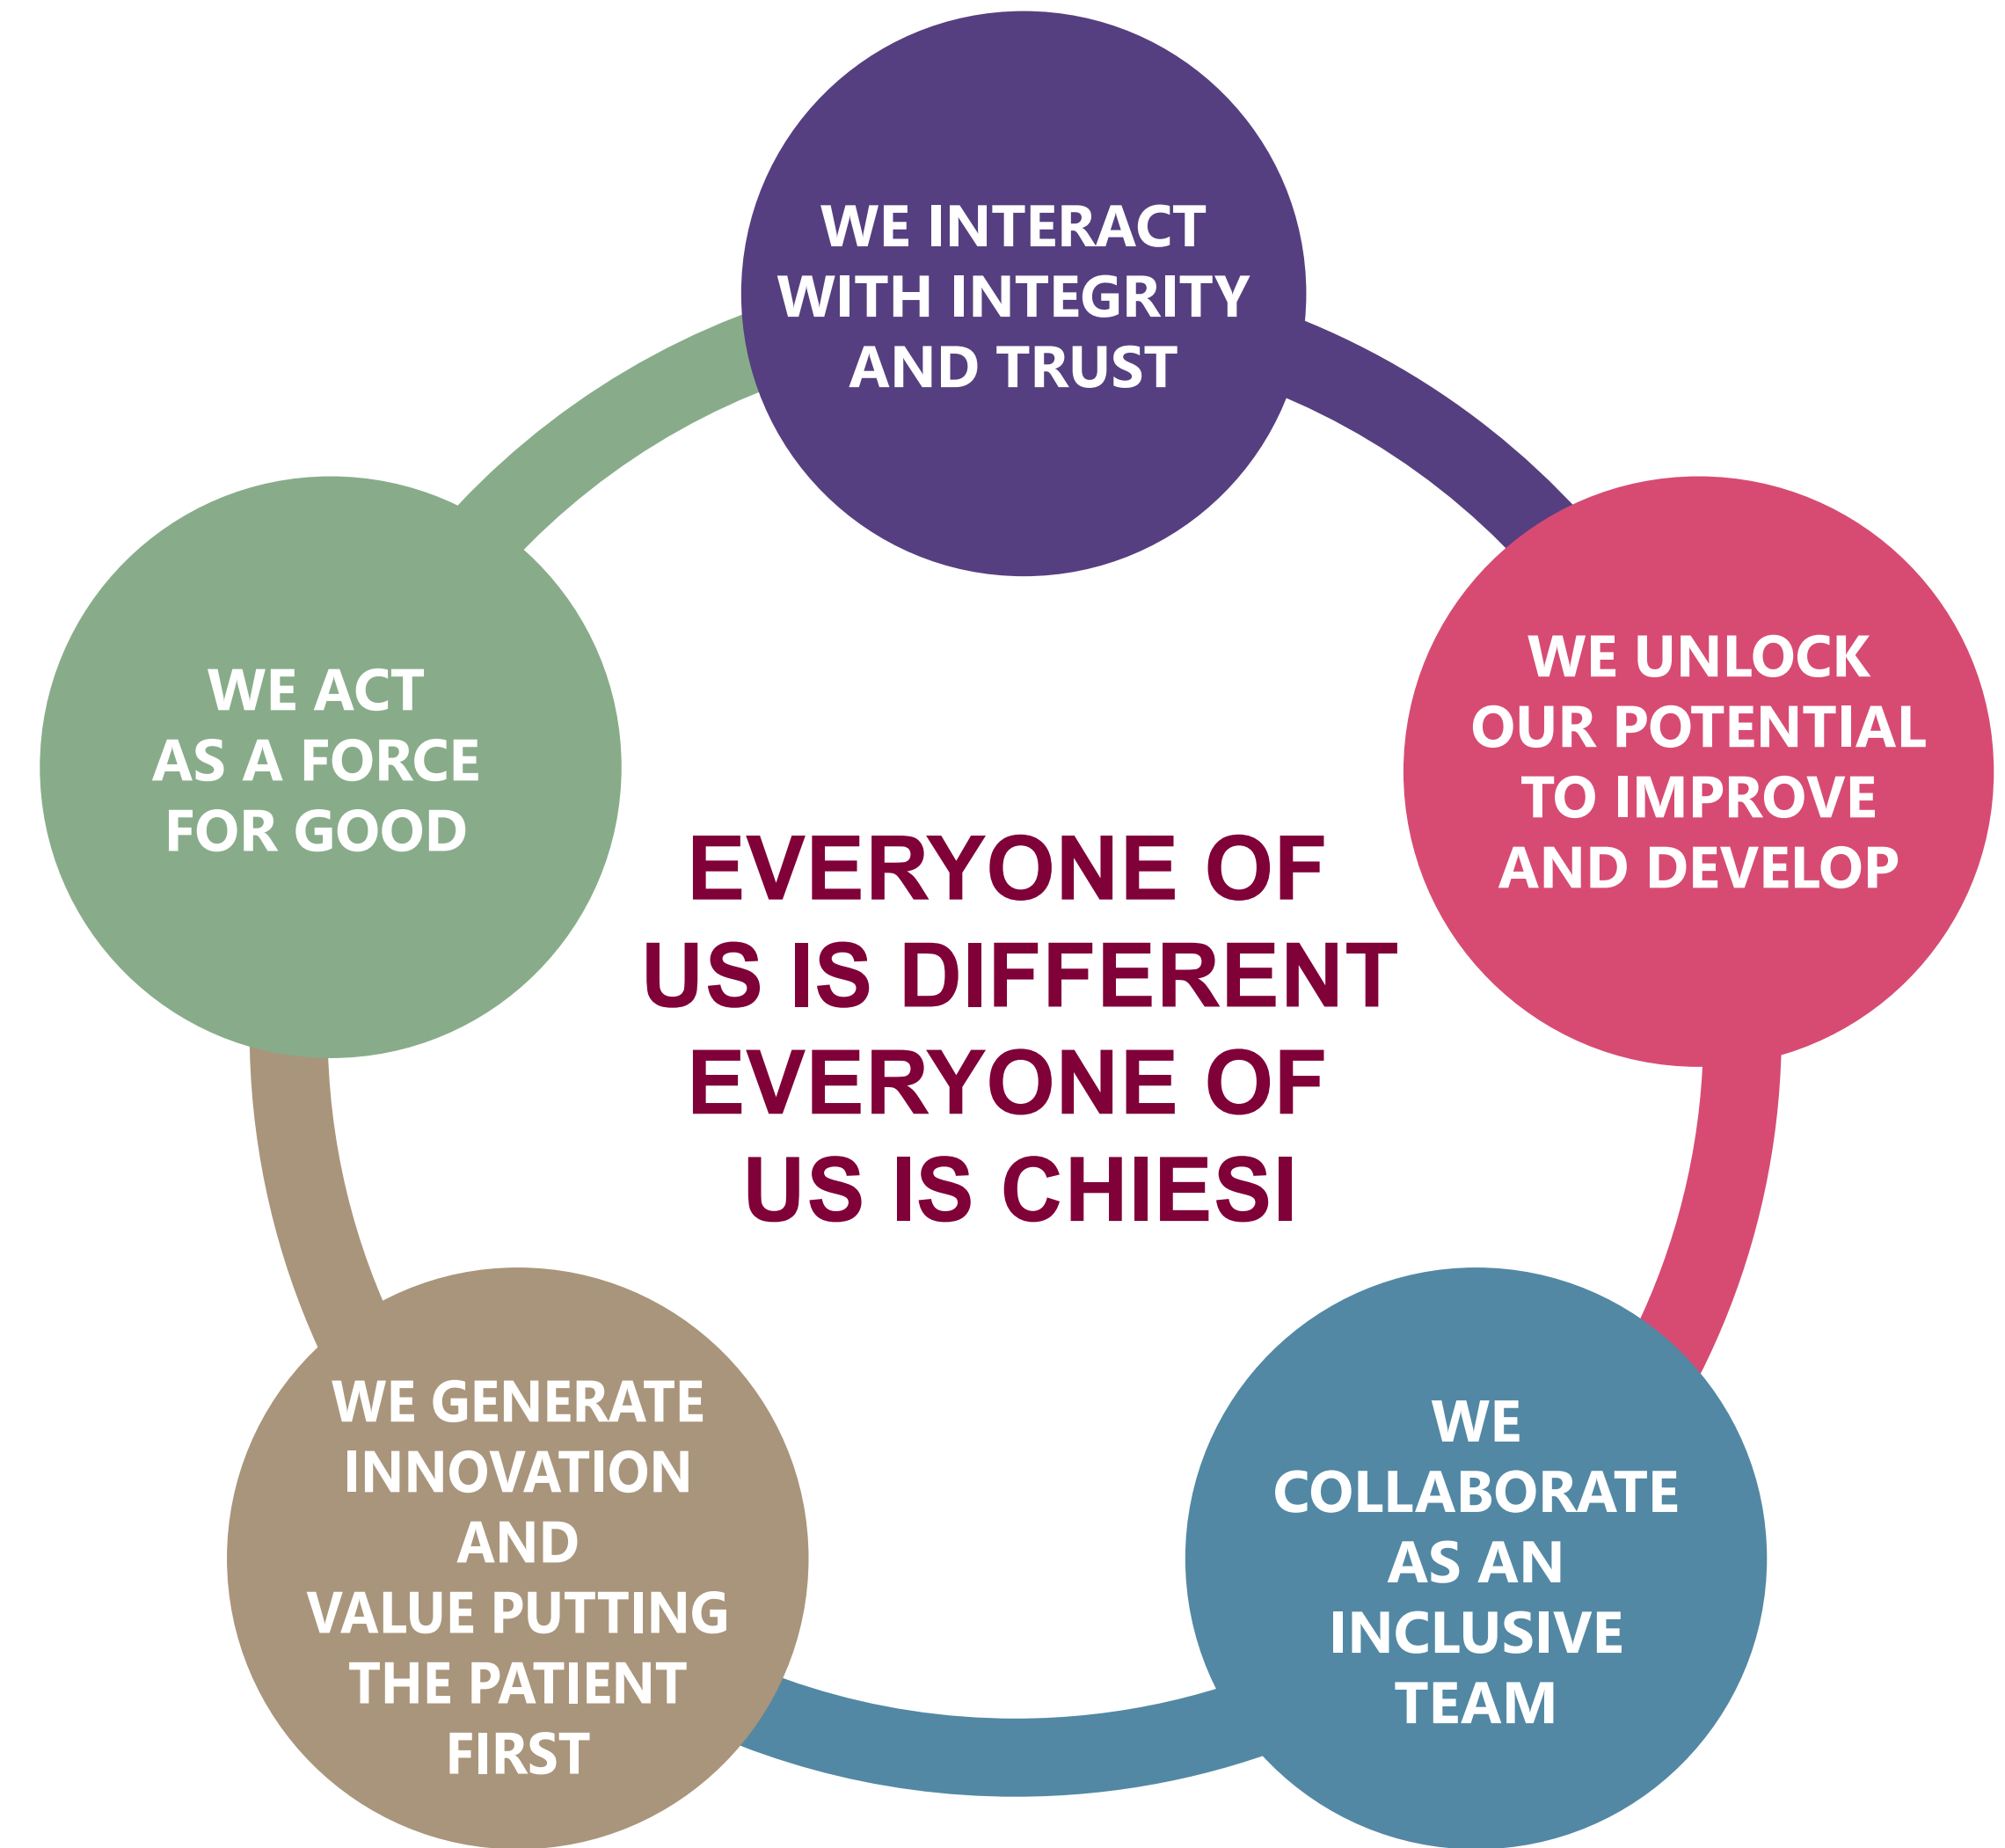 WE INTERACT
WITH INTEGRITY
AND TRUST
WE UNLOCK
OUR POTENTIAL
TO IMPROVE
AND DEVELOP
WE
COLLABORATE
AS AN
INCLUSIVE
TEAM
WE GENERATE
INNOVATION
AND
VALUE PUTTING
THE PATIENT
FIRST
WE ACT
AS A FORCE
FOR GOOD
EVERYONE OF
US IS DIFFERENT
EVERYONE OF
US IS CHIESI